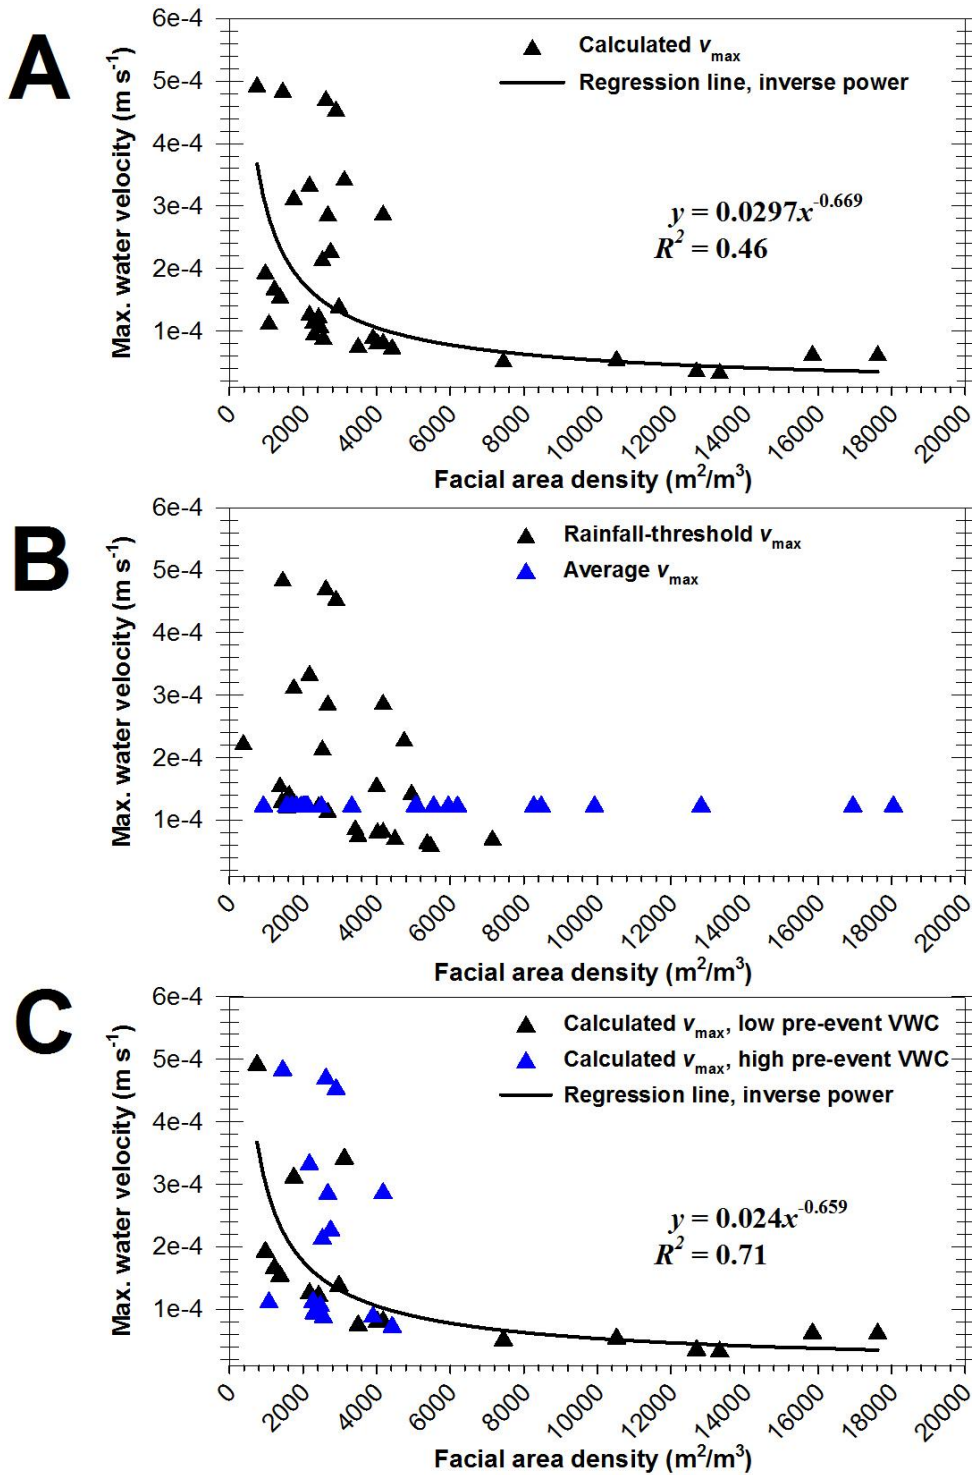 A
6e-4
5e-4
4e-4
3e-4
2e-4
1e-4
Max. water velocity (m s-1)
Calculated vmax
Regression line, inverse power
y = 0.0297x-0.669
R2 = 0.46
0 2000 4000 6000 8000 10000 12000 14000 16000 18000 20000
Facial area density (m2/m3)
B
6e-4
5e-4
4e-4
3e-4
2e-4
1e-4
Max. water velocity (m s-1)
Rainfall-threshold vmax
Average vmax
0 2000 4000 6000 8000 10000 12000 14000 16000 18000 20000
Facial area density (m2/m3)
C
6e-4
5e-4
4e-4
3e-4
2e-4
1e-4
Max. water velocity (m s-1)
Calculated vmax, low pre-event VWC
Calculated vmax, high pre-event VWC
Regression line, inverse power
y = 0.024x-0.659
R2 = 0.71
0 2000 4000 6000 8000 10000 12000 14000 16000 18000 20000
Facial area density (m2/m3)